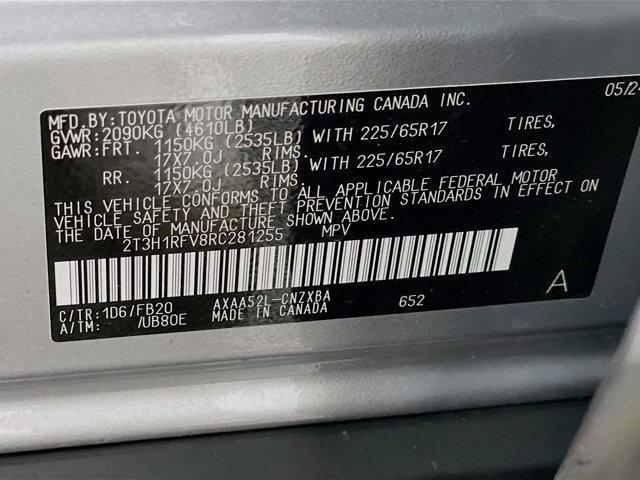 MFD.BY:TOYOTA MOTOR MANUFACTURING CANADA INC. 05/24
GVWR:2090KG (4610LB)
GAWR:FRT. 1150KG (2535LB) WITH 225/65R17 TIRES,
17X7.0J RIMS,
RR. 1150KG (2535LB) WITH 225/65R17 TIRES,
17X7.0J RIMS.
THIS VEHICLE CONFORMS TO ALL APPLICABLE FEDERAL MOTOR
VEHICLE SAFETY AND THEFT PREVENTION STANDARDS IN EFFECT ON
THE DATE OF MANUFACTURE SHOWN ABOVE.
2T3H1RFV8RC281255 MPV
C/TR:1D6/FB20 AXAA52L-CNZXBA 652 A
A/TM: /UB80E MADE IN CANADA